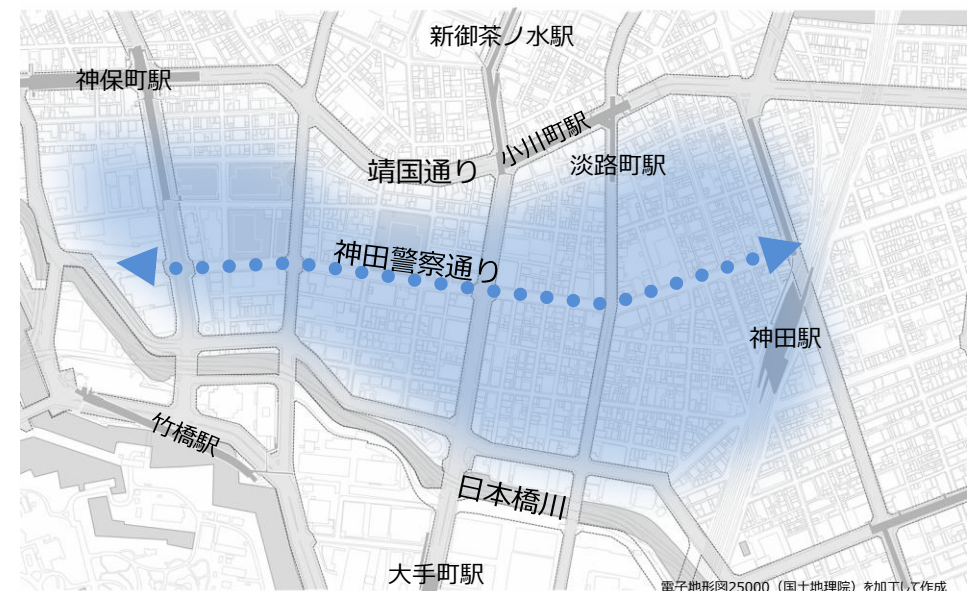 新御茶ノ水駅
神保町駅
小川町駅
靖国通り
淡路町駅
神田警察通り
神田駅
竹橋駅
日本橋川
大手町駅
電子地形図25000（国土地理院）を加工して作成